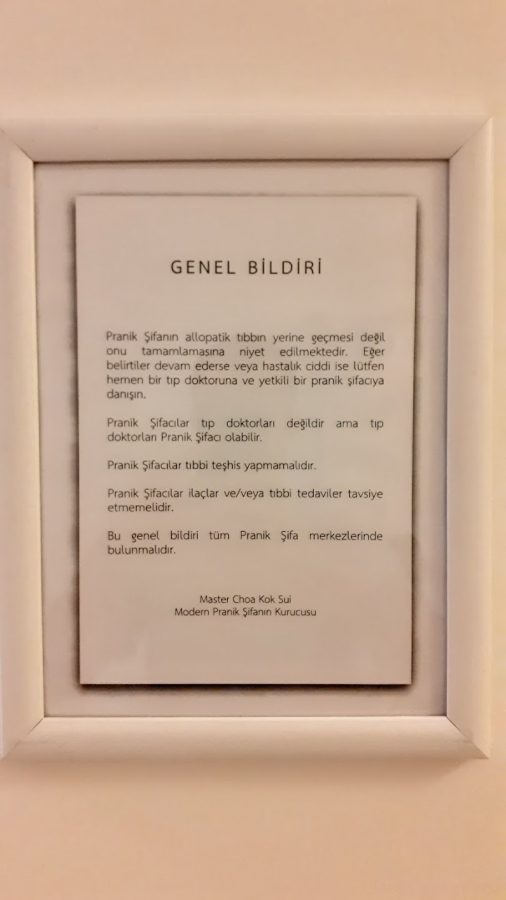 GENEL BİLDİRİ
Pranik Şifanın allopatik tıbbın yerine geçmesi değil
onu tamamlamasına niyet edilmektedir. Eğer
belirtiler devam ederse veya hastalık ciddi ise lütfen
hemen bir tıp doktoruna ve yetkili bir pranik şifacıya
danışın.
Pranik Şifacılar tıp doktorları değildir ama tıp
doktorları Pranik Şifacı olabilir.
Pranik Şifacılar tıbbi teşhis yapmamalıdır.
Pranik Şifacılar ilaçlar ve/veya tıbbi tedaviler tavsiye
etmemelidir.
Bu genel bildiri tüm Pranik Şifa merkezlerinde
bulunmalıdır.
Master Choa Kok Sui
Modern Pranik Şifanın Kurucusu